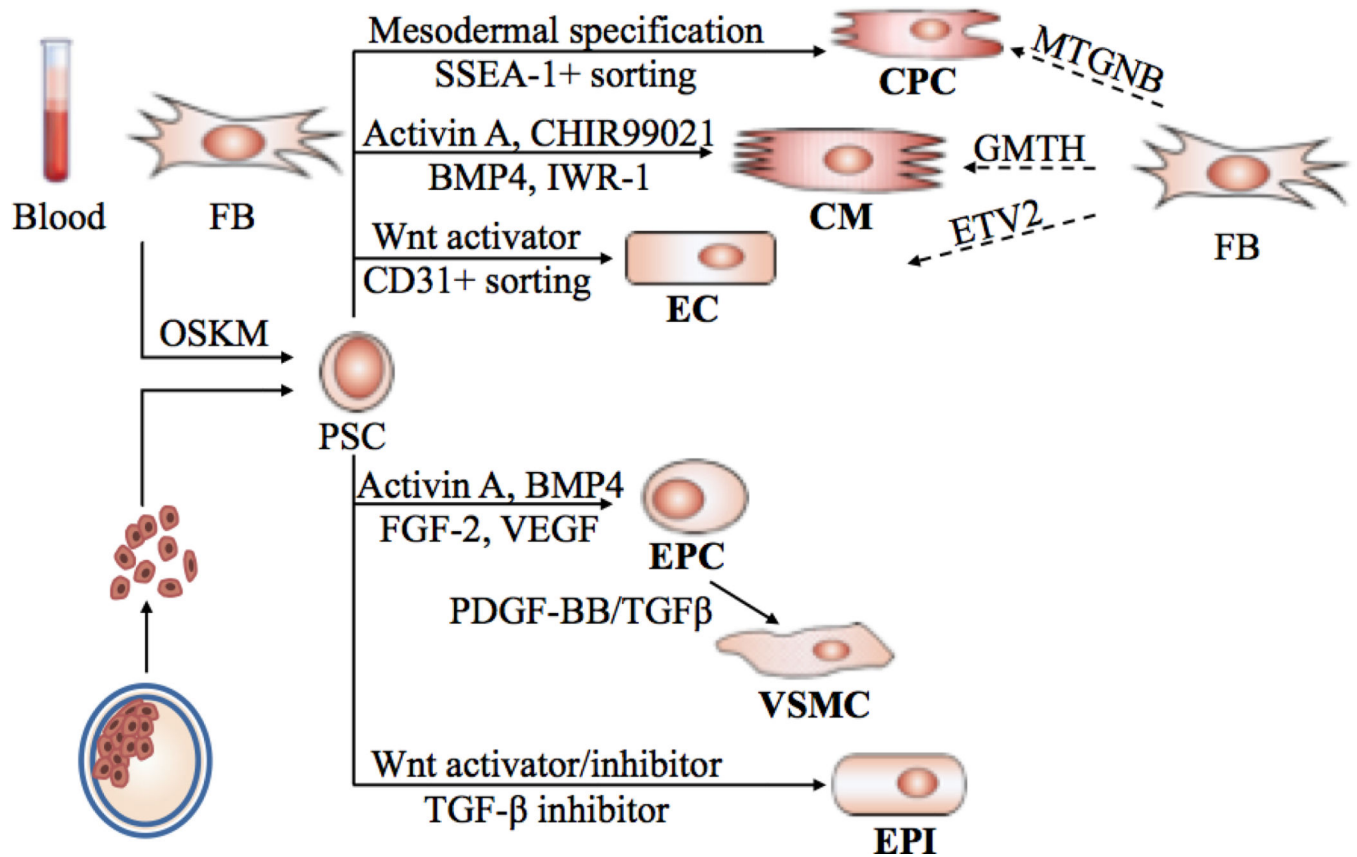 Mesodermal specification
SSEA-1+ sorting
CPC
MTGNB
Activin A, CHIR99021
BMP4, IWR-1
CM
GMTH
Blood
FB
Wnt activator
CD31+ sorting
EC
ETV2
FB
OSKM
PSC
Activin A, BMP4
FGF-2, VEGF
EPC
PDGF-BB/TGFβ
VSMC
Wnt activator/inhibitor
TGF-β inhibitor
EPI